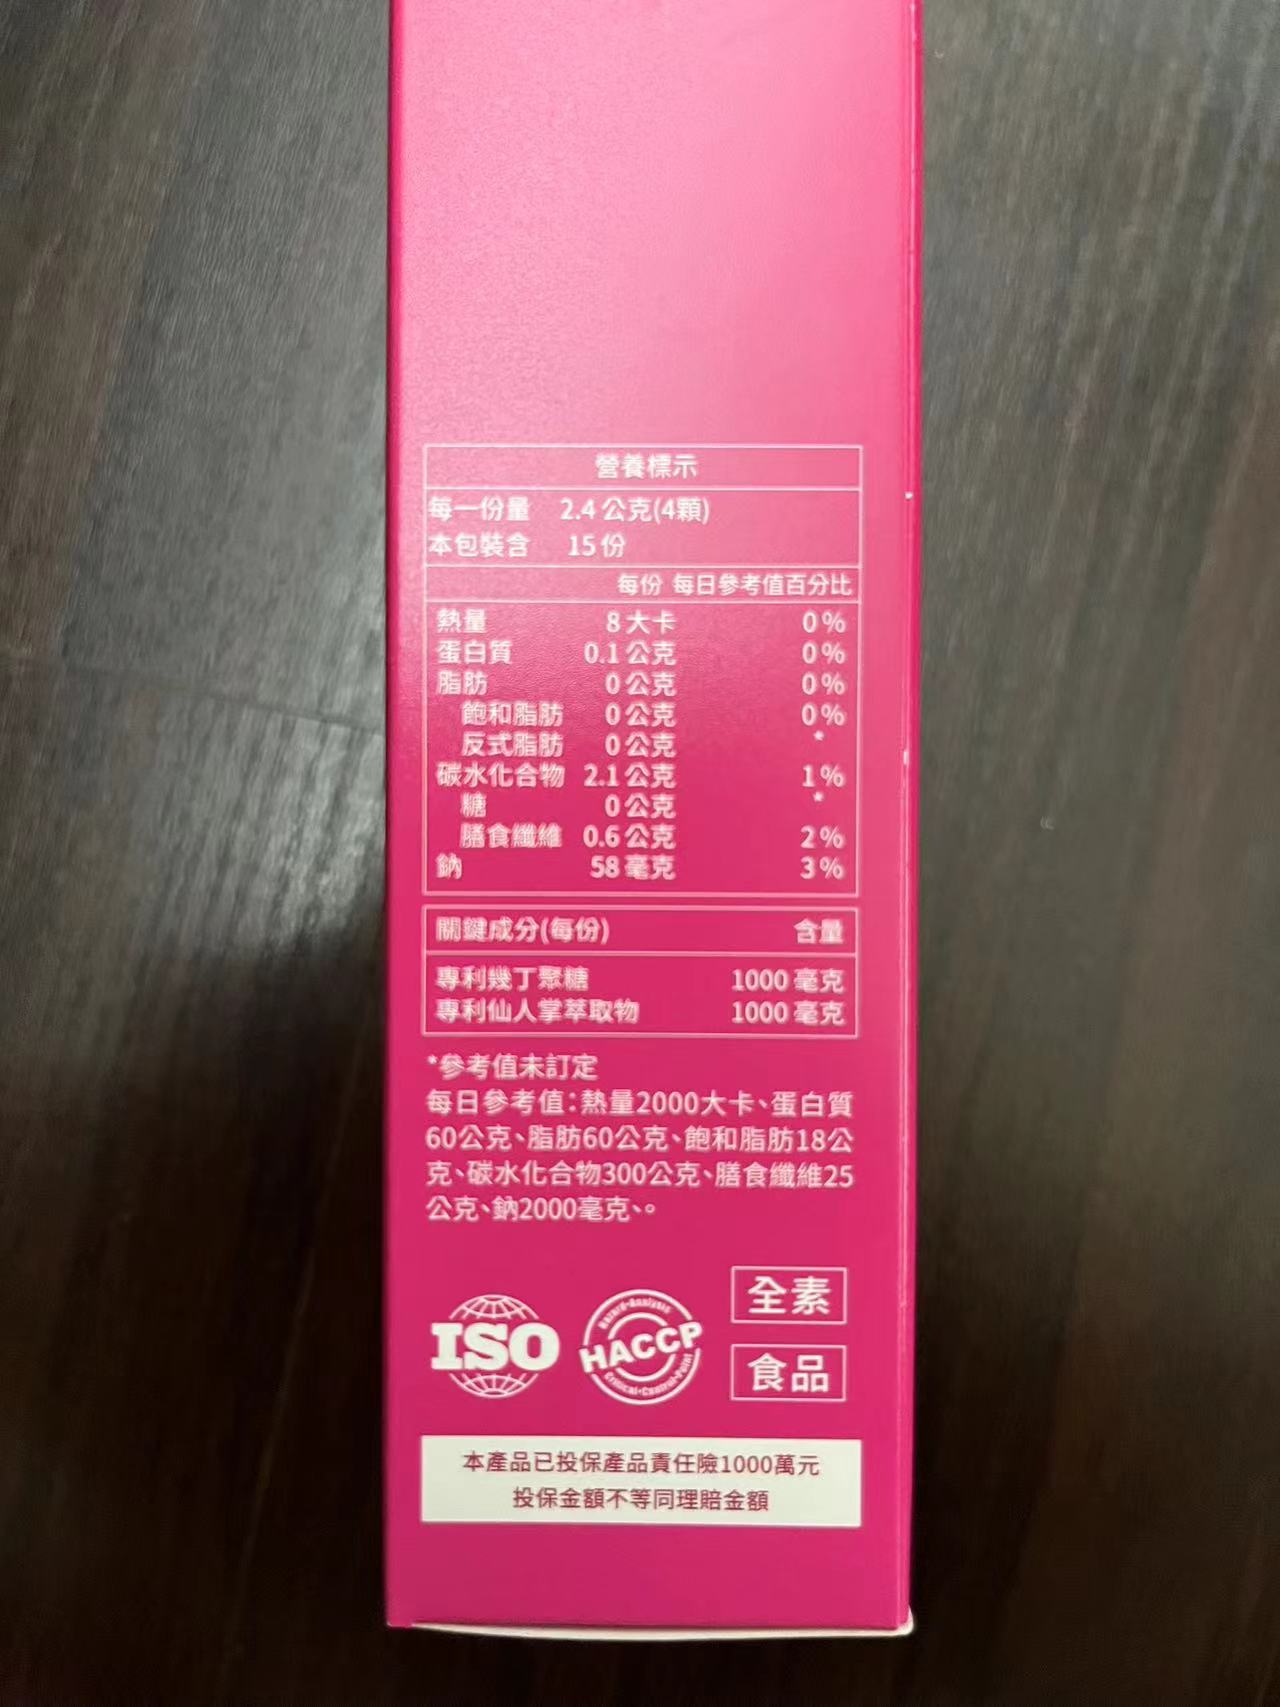 營養標示
每一份量 2.4 公克(4顆)
本包裝含 15 份
每份 每日參考值百分比
熱量 8 大卡 0%
蛋白質 0.1 公克 0%
脂肪 0 公克 0%
飽和脂肪 0 公克 0%
反式脂肪 0 公克 *
碳水化合物 2.1 公克 1%
糖 0 公克 *
膳食纖維 0.6 公克 2%
鈉 58 毫克 3%
關鍵成分(每份) 含量
專利幾丁聚糖 1000 毫克
專利仙人掌萃取物 1000 毫克
*參考值未訂定
每日參考值:熱量2000大卡、蛋白質
60公克、脂肪60公克、飽和脂肪18公
克、碳水化合物300公克、膳食纖維25
公克、鈉2000毫克、。
ISO
Hazard·Analysis
HACCP
Critical·Control·Point
全素
食品
本產品已投保產品責任險1000萬元
投保金額不等同理賠金額